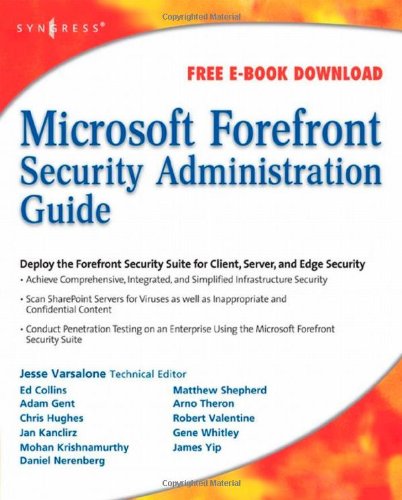 SYNGRESS®
FREE E-BOOK DOWNLOAD
Microsoft Forefront
Security Administration
Guide
Deploy the Forefront Security Suite for Client, Server, and Edge Security
• Achieve Comprehensive, Integrated, and Simplified Infrastructure Security
• Scan SharePoint Servers for Viruses as well as Inappropriate and
Confidential Content
• Conduct Penetration Testing on an Enterprise Using the Microsoft Forefront
Security Suite
Jesse Varsalone Technical Editor
Ed Collins
Adam Gent
Chris Hughes
Jan Kanclirz
Mohan Krishnamurthy
Daniel Nerenberg
Matthew Shepherd
Arno Theron
Robert Valentine
Gene Whitley
James Yip
Copyrighted Material
Copyrighted Material